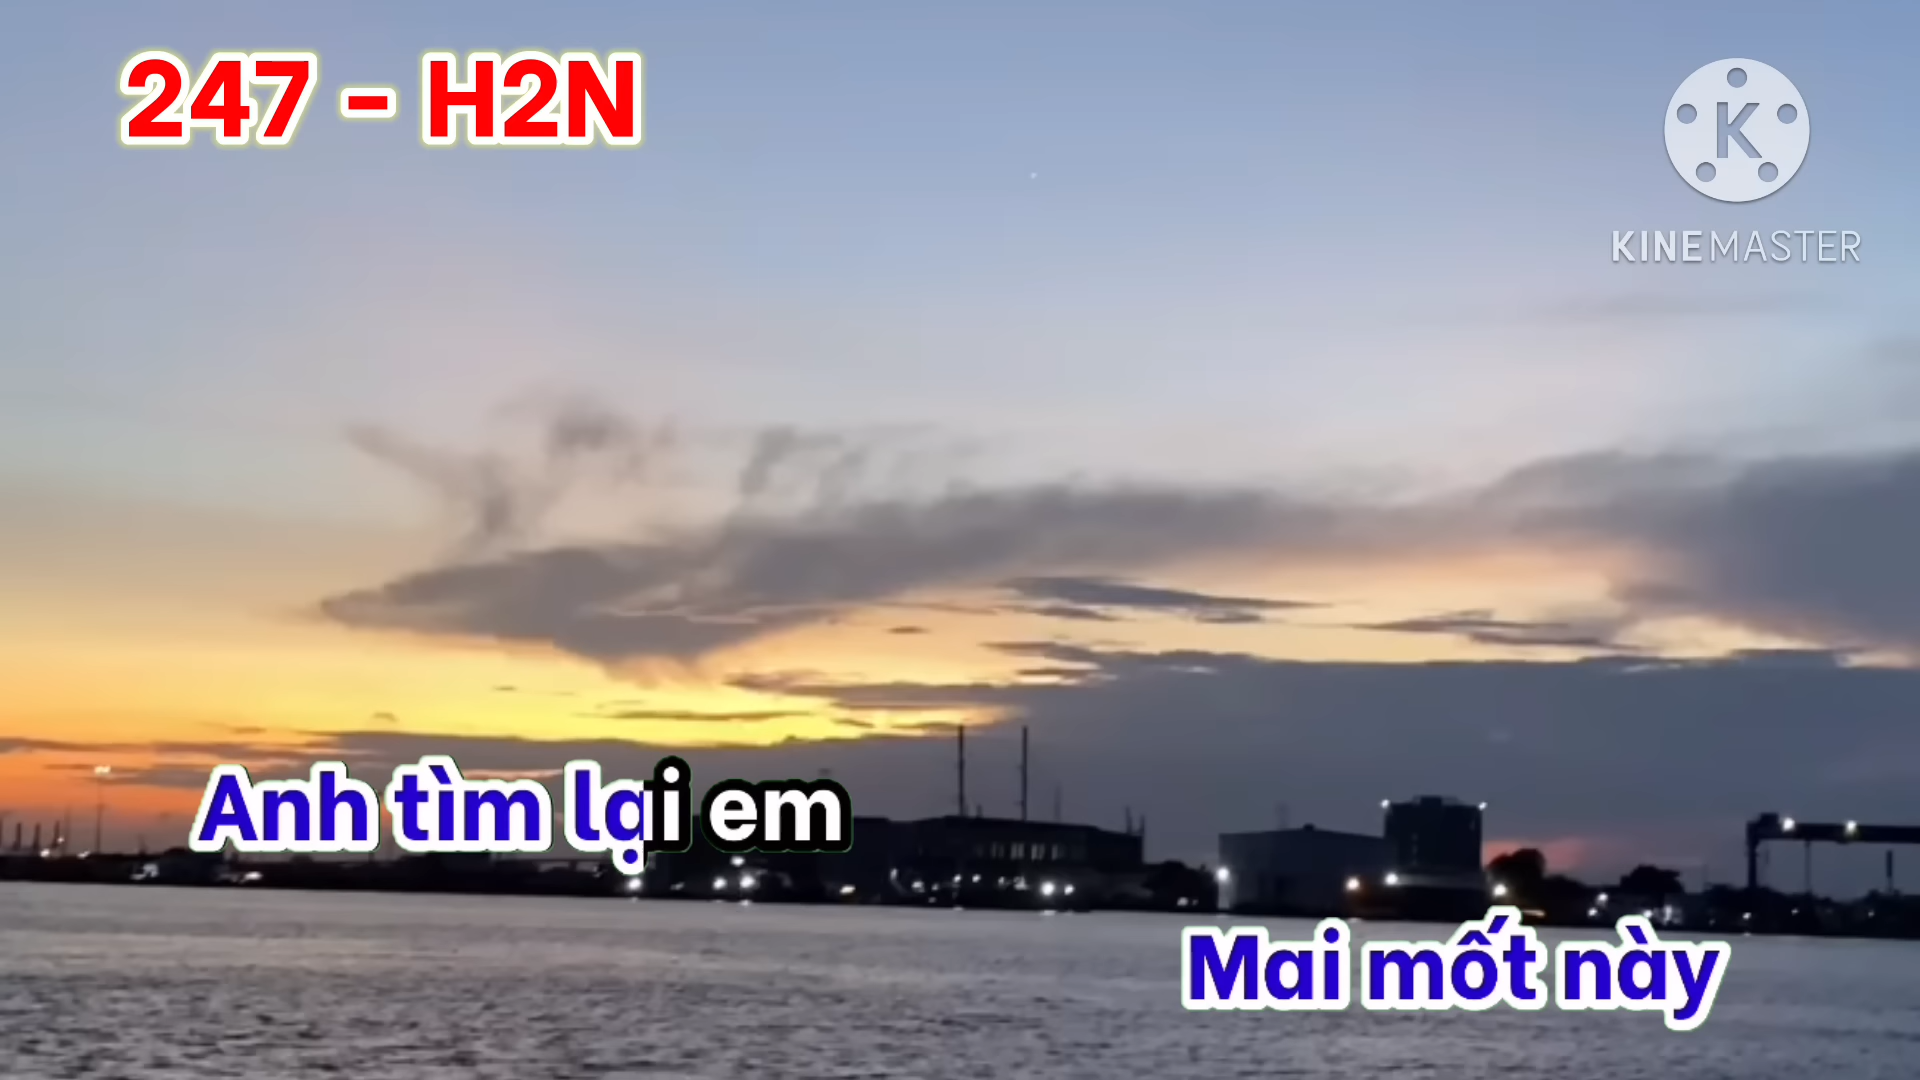 247 - H2N
K
KINEMASTER
Anh tìm lại em
Mai mốt này